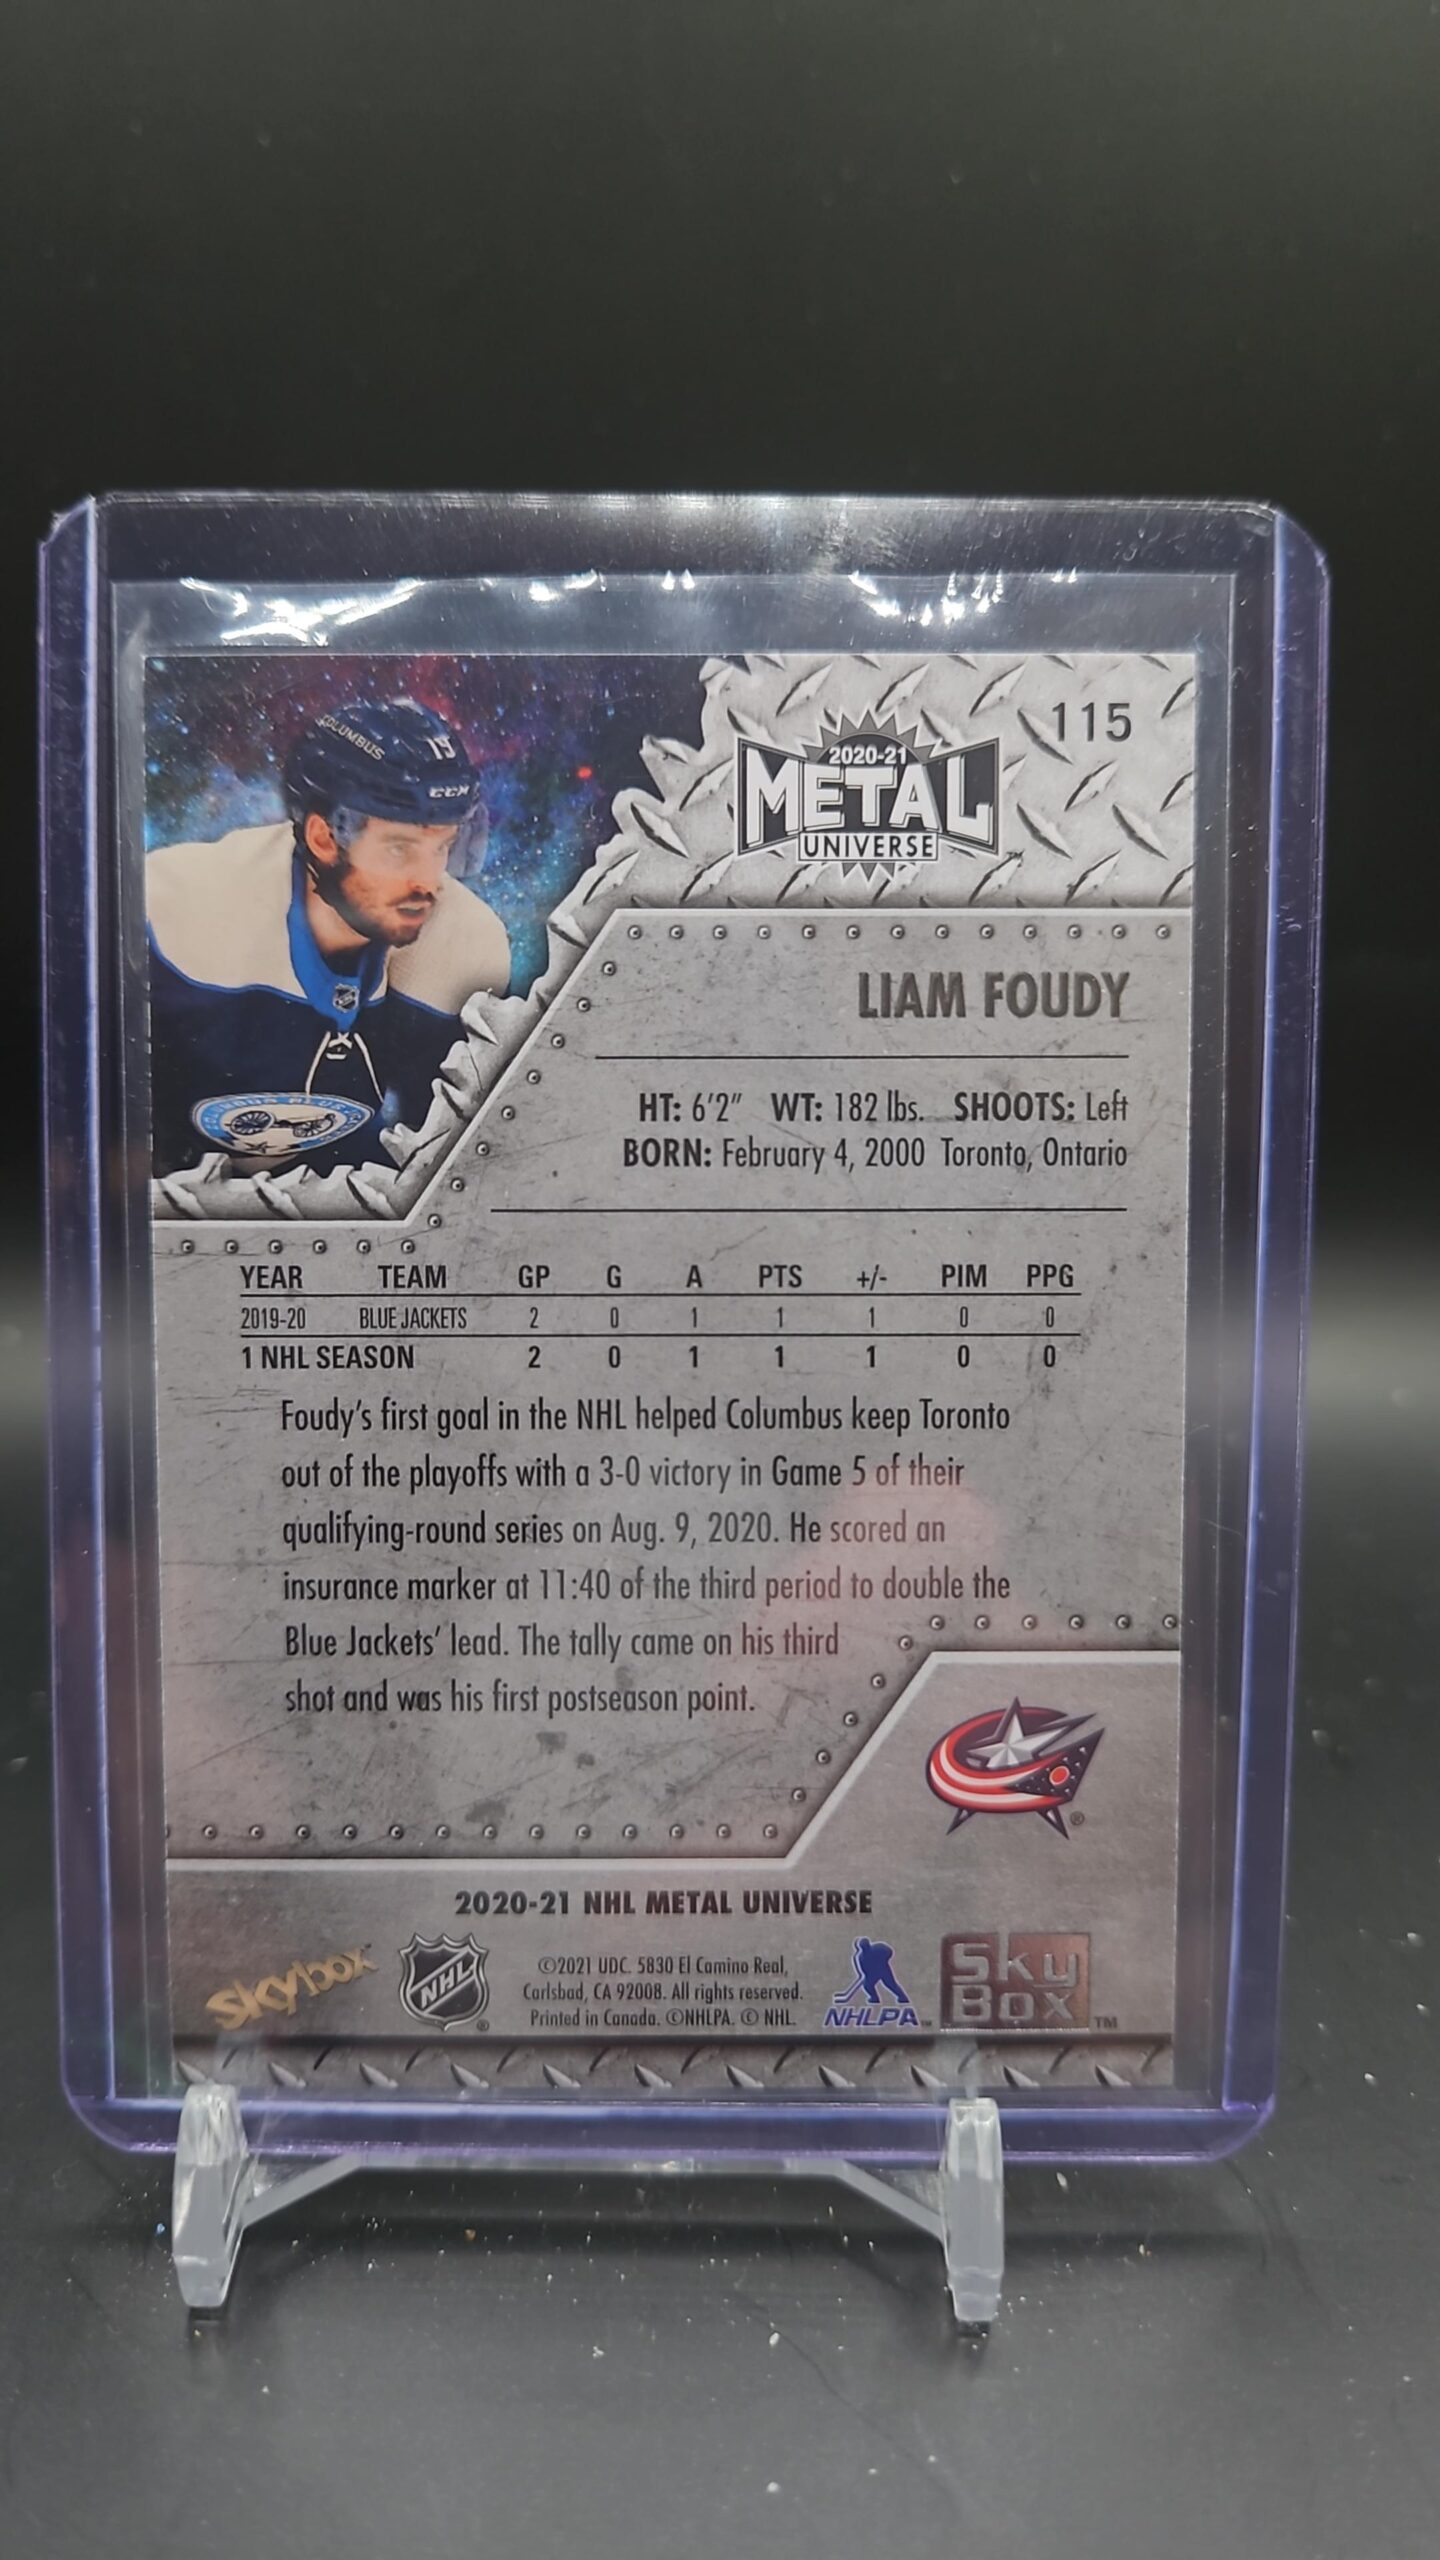 115
2020-21
METAL
UNIVERSE
COLUMBUS
19
CCM
LIAM FOUDY
HT: 6'2" WT: 182 lbs. SHOOTS: Left
BORN: February 4, 2000 Toronto, Ontario
YEAR TEAM GP G A PTS +/- PIM PPG
2019-20 BLUE JACKETS 2 0 1 1 1 0 0
1 NHL SEASON 2 0 1 1 1 0 0
Foudy's first goal in the NHL helped Columbus keep Toronto
out of the playoffs with a 3-0 victory in Game 5 of their
qualifying-round series on Aug. 9, 2020. He scored an
insurance marker at 11:40 of the third period to double the
Blue Jackets' lead. The tally came on his third
shot and was his first postseason point.
®
2020-21 NHL METAL UNIVERSE
skybox™
NHL
®
©2021 UDC. 5830 El Camino Real,
Carlsbad, CA 92008. All rights reserved.
Printed in Canada. ©NHLPA. © NHL.
NHLPA™
SKY
BOX™